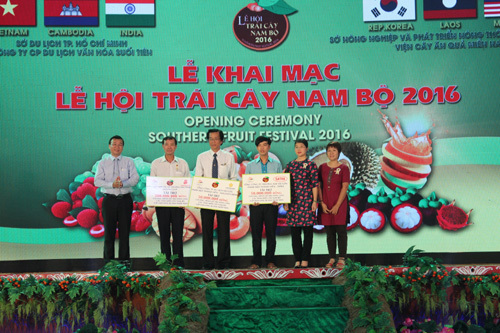 VIETNAM
CAMBODIA
INDIA
LỄ HỘI
TRÁI CÂY
NAM BỘ
2016
REP.KOREA
LAOS
SỞ DU LỊCH TP. HỒ CHÍ MINH
CÔNG TY CP DU LỊCH VĂN HÓA SUỐI TIÊN
SỞ NÔNG NGHIỆP VÀ PHÁT TRIỂN NÔNG TH
VIỆN CÂY ĂN QUẢ MIỀN NAM
LỄ KHAI MẠC
LỄ HỘI TRÁI CÂY NAM BỘ 2016
OPENING CEREMONY
SOUTHERN FRUIT FESTIVAL 2016